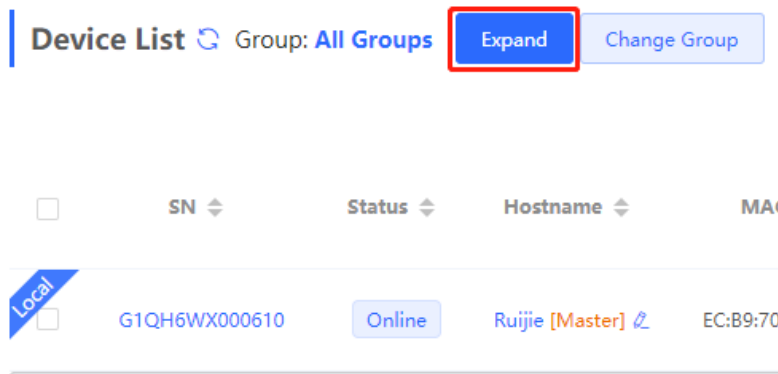 Device List Group: All Groups Expand Change Group
SN Status Hostname
Local
G1QH6WX000610 Online Ruijie [Master] EC:B9:70